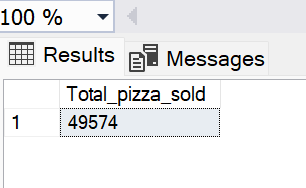 100 %
Results Messages
Total_pizza_sold
1 49574